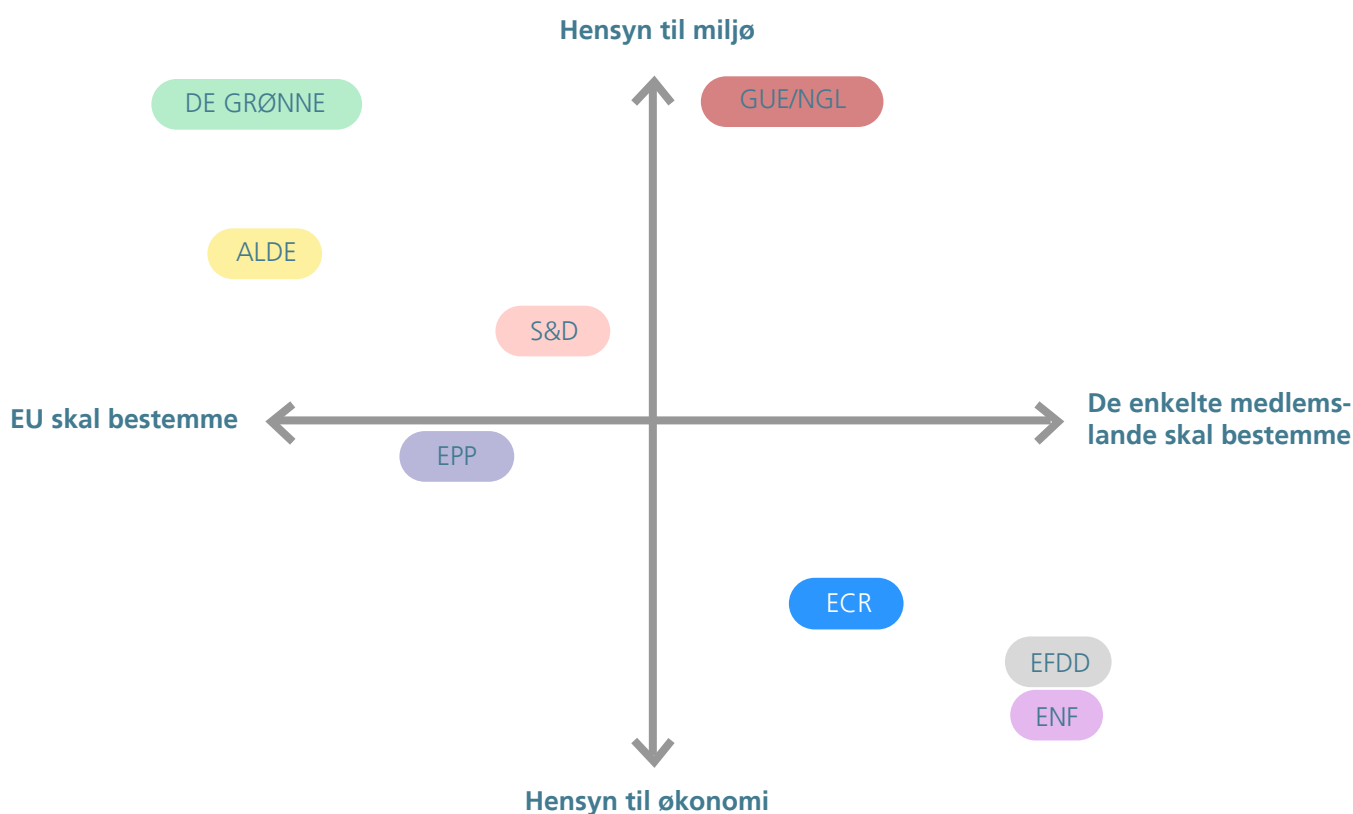 Hensyn til miljø
DE GRØNNE
GUE/NGL
ALDE
S&D
EU skal bestemme
De enkelte medlems-
lande skal bestemme
EPP
ECR
EFDD
ENF
Hensyn til økonomi